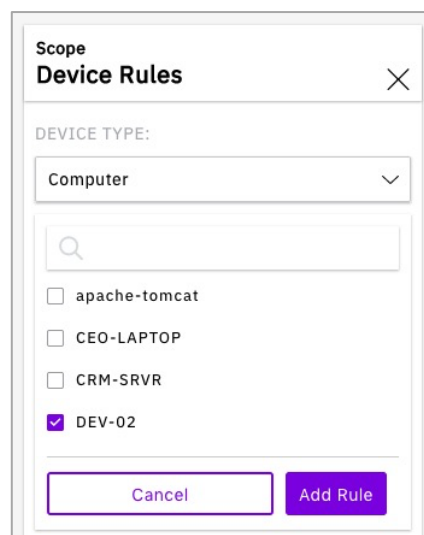 Scope
Device Rules
DEVICE TYPE:
Computer
apache-tomcat
CEO-LAPTOP
CRM-SRVR
DEV-02
Cancel
Add Rule